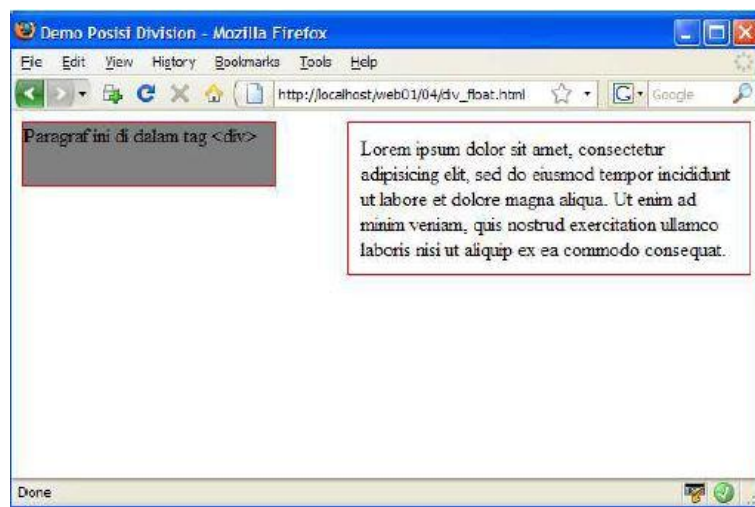 Demo Posisi Division - Mozilla Firefox
File Edit View History Bookmarks Tools Help
http://localhost/web01/04/div_float.html G Google
Paragraf ini di dalam tag <div>
Lorem ipsum dolor sit amet, consectetur
adipisicing elit, sed do eiusmod tempor incididunt
ut labore et dolore magna aliqua. Ut enim ad
minim veniam, quis nostrud exercitation ullamco
laboris nisi ut aliquip ex ea commodo consequat.
Done